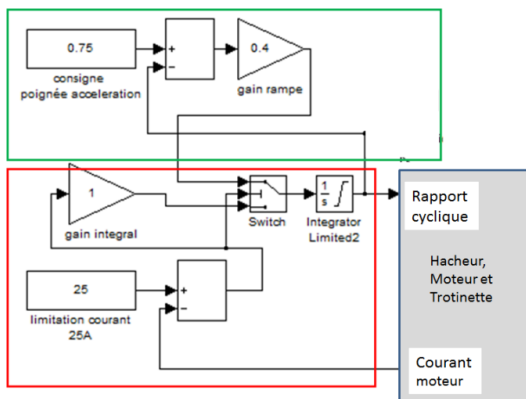 0.75
+
−
consigne
poignée acceleration
0.4
gain rampe
1
gain integral
Switch
1
s
Integrator
Limited2
25
+
−
limitation courant
25A
Rapport
cyclique
Hacheur,
Moteur et
Trotinette
Courant
moteur